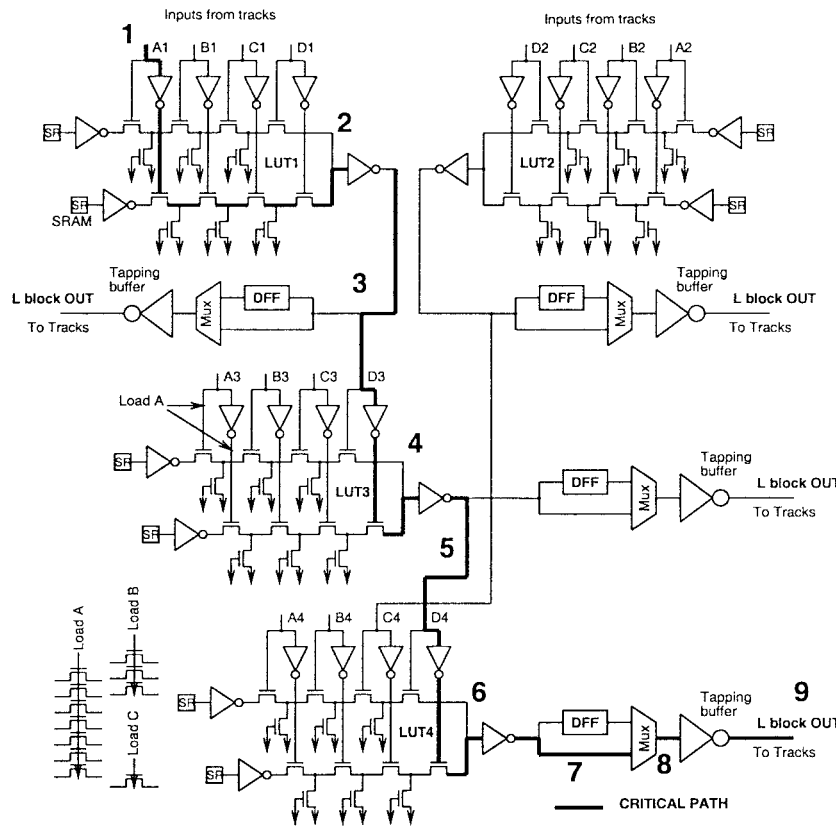 Inputs from tracks
Inputs from tracks
1 A1 B1 C1 D1
D2 C2 B2 A2
SR
2
SR
LUT1
LUT2
SR
SRAM
SR
3
Tapping buffer
L block OUT
To Tracks
Mux
DFF
DFF
Mux
Tapping buffer
L block OUT
To Tracks
A3 B3 C3 D3
Load A
4
SR
LUT3
SR
DFF
Mux
Tapping buffer
L block OUT
To Tracks
5
A4 B4 C4 D4
Load A
Load B
Load C
6
SR
LUT4
SR
7
DFF
Mux
8
Tapping buffer
9
L block OUT
To Tracks
CRITICAL PATH